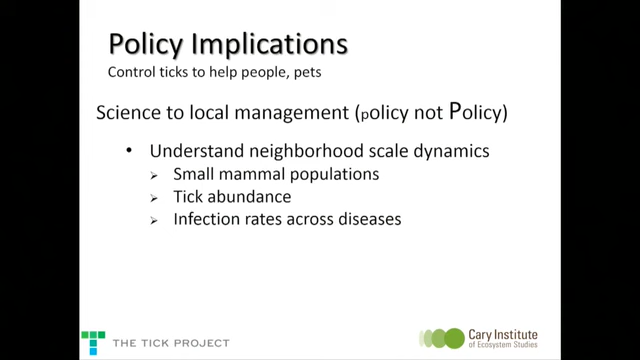 Policy Implications
Control ticks to help people, pets
Science to local management (policy not Policy)
• Understand neighborhood scale dynamics
➢ Small mammal populations
➢ Tick abundance
➢ Infection rates across diseases
THE TICK PROJECT
Cary Institute
of Ecosystem Studies